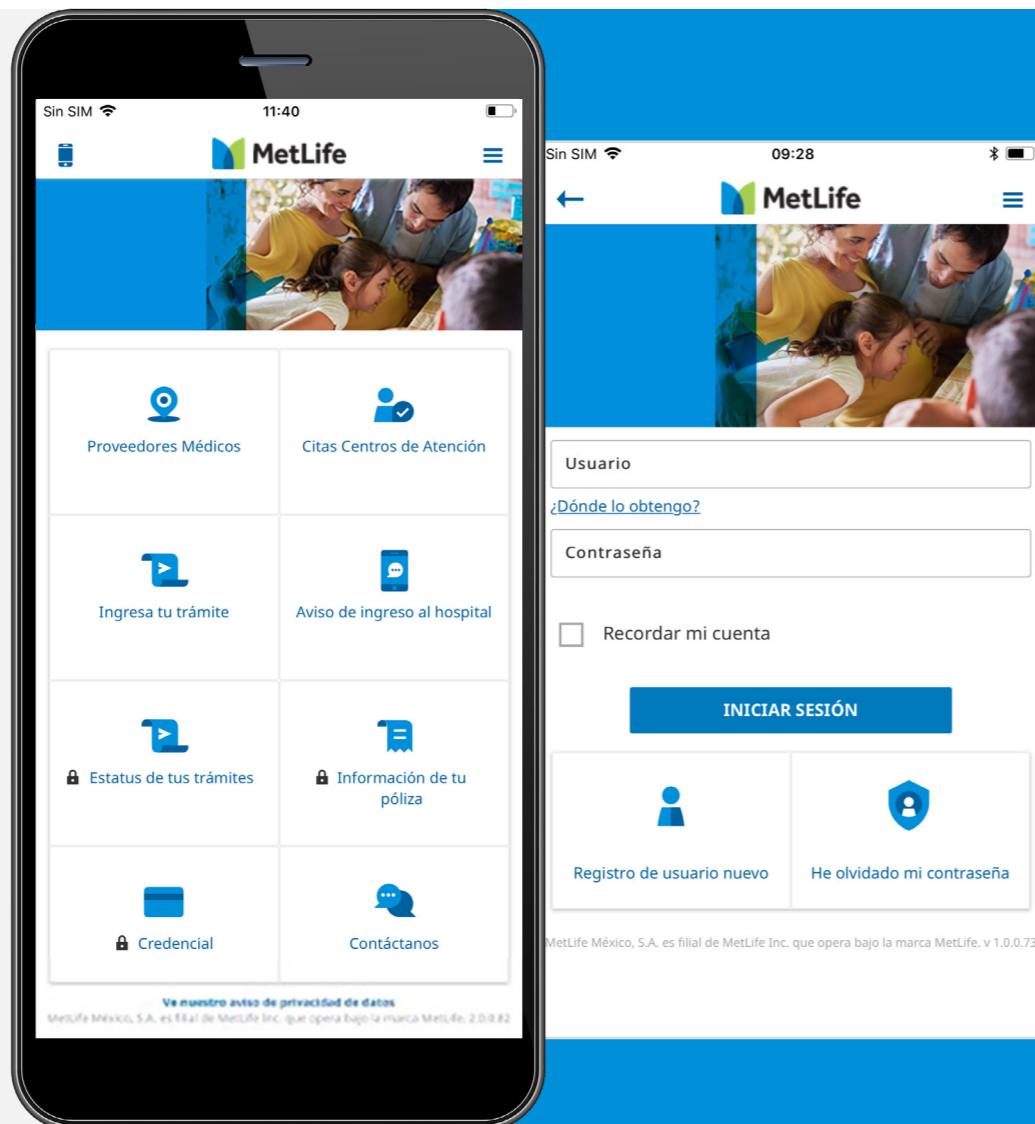 Sin SIM
11:40
MetLife
Proveedores Médicos
Citas Centros de Atención
Ingresa tu trámite
Aviso de ingreso al hospital
Estatus de tus trámites
Información de tu
póliza
Credencial
Contáctanos
Ve nuestro aviso de privacidad de datos
MetLife México, S.A. es filial de MetLife Inc. que opera bajo la marca MetLife. 2.0.0.82
Sin SIM
09:28
MetLife
Usuario
¿Dónde lo obtengo?
Contraseña
Recordar mi cuenta
INICIAR SESIÓN
Registro de usuario nuevo
He olvidado mi contraseña
MetLife México, S.A. es filial de MetLife Inc. que opera bajo la marca MetLife. v 1.0.0.73